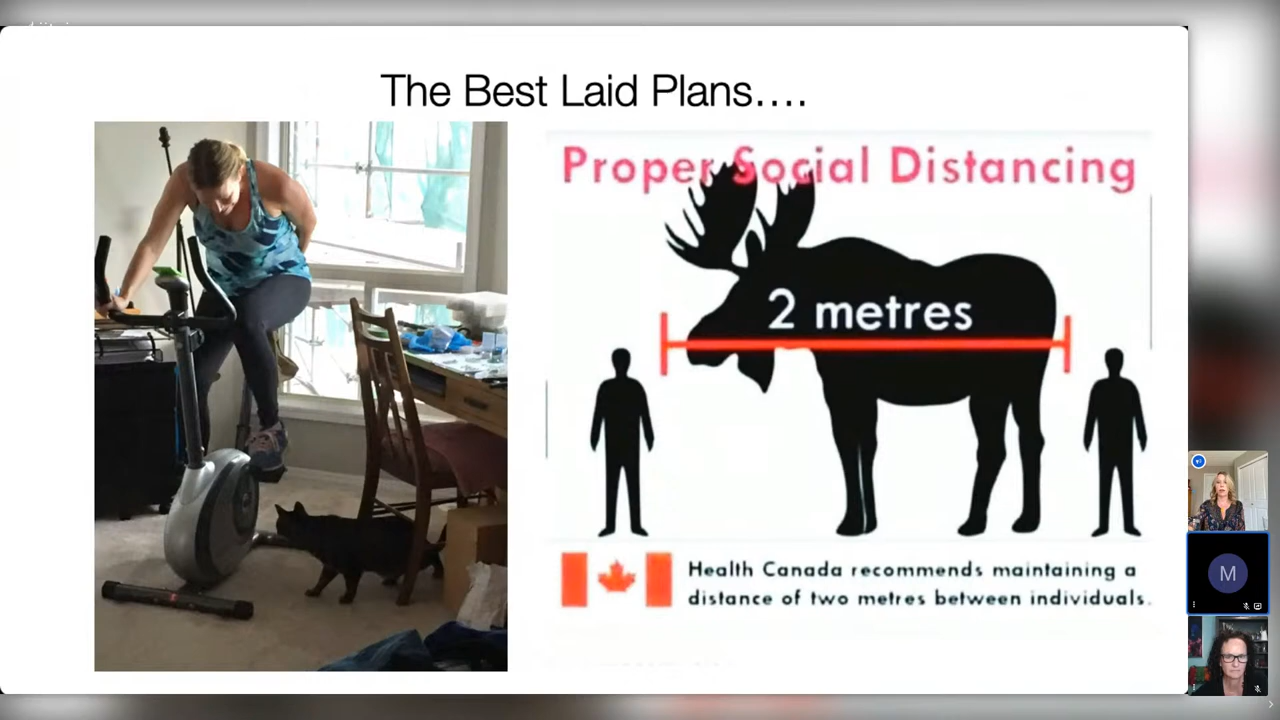 The Best Laid Plans....
Proper Social Distancing
2 metres
Health Canada recommends maintaining a
distance of two metres between individuals.
M